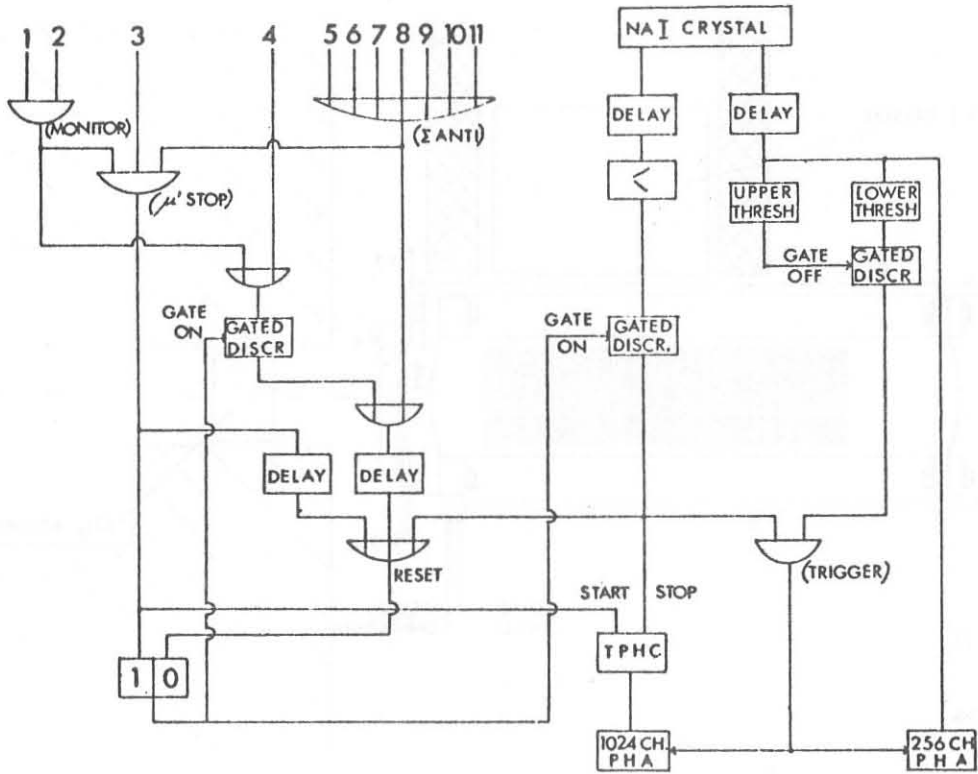 1 2 3 4 5 6 7 8 9 10 11
NA I CRYSTAL
DELAY
DELAY
(MONITOR)
(Σ ANTI)
<
UPPER
THRESH
LOWER
THRESH
(μ' STOP)
GATE
OFF
GATED
DISCR
GATE
ON
GATED
DISCR
GATE
ON
GATED
DISCR.
DELAY
DELAY
RESET
(TRIGGER)
START STOP
TPHC
1 0
1024 CH
PHA
256 CH
PHA